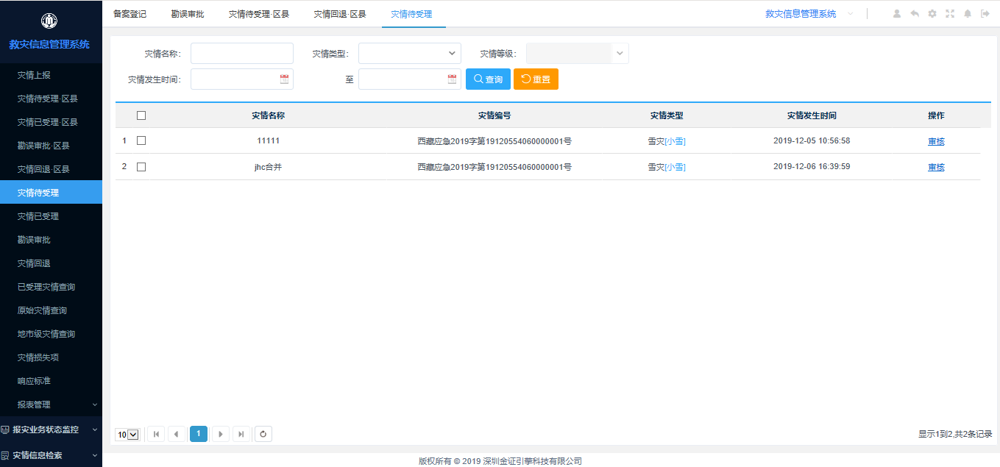 救灾信息管理系统
灾情上报
灾情待受理·区县
灾情已受理·区县
勘误审批·区县
灾情回退·区县
灾情待受理
灾情已受理
勘误审批
灾情回退
已受理灾情查询
原始灾情查询
地市级灾情查询
灾情损失项
响应标准
报表管理
报灾业务状态监控
灾情信息检索
备案登记 勘误审批 灾情待受理·区县 灾情回退·区县 灾情待受理 救灾信息管理系统
灾情名称: 灾情类型: 灾情等级:
灾情发生时间: 至 查询 重置
灾情名称 灾情编号 灾情类型 灾情发生时间 操作
1 11111 西藏应急2019字第19120554060000001号 雪灾[小雪] 2019-12-05 10:56:58 审核
2 jhc合并 西藏应急2019字第19120554060000001号 雪灾[小雪] 2019-12-06 16:39:59 审核
10 1 显示1到2,共2条记录
版权所有 © 2019 深圳金证引擎科技有限公司